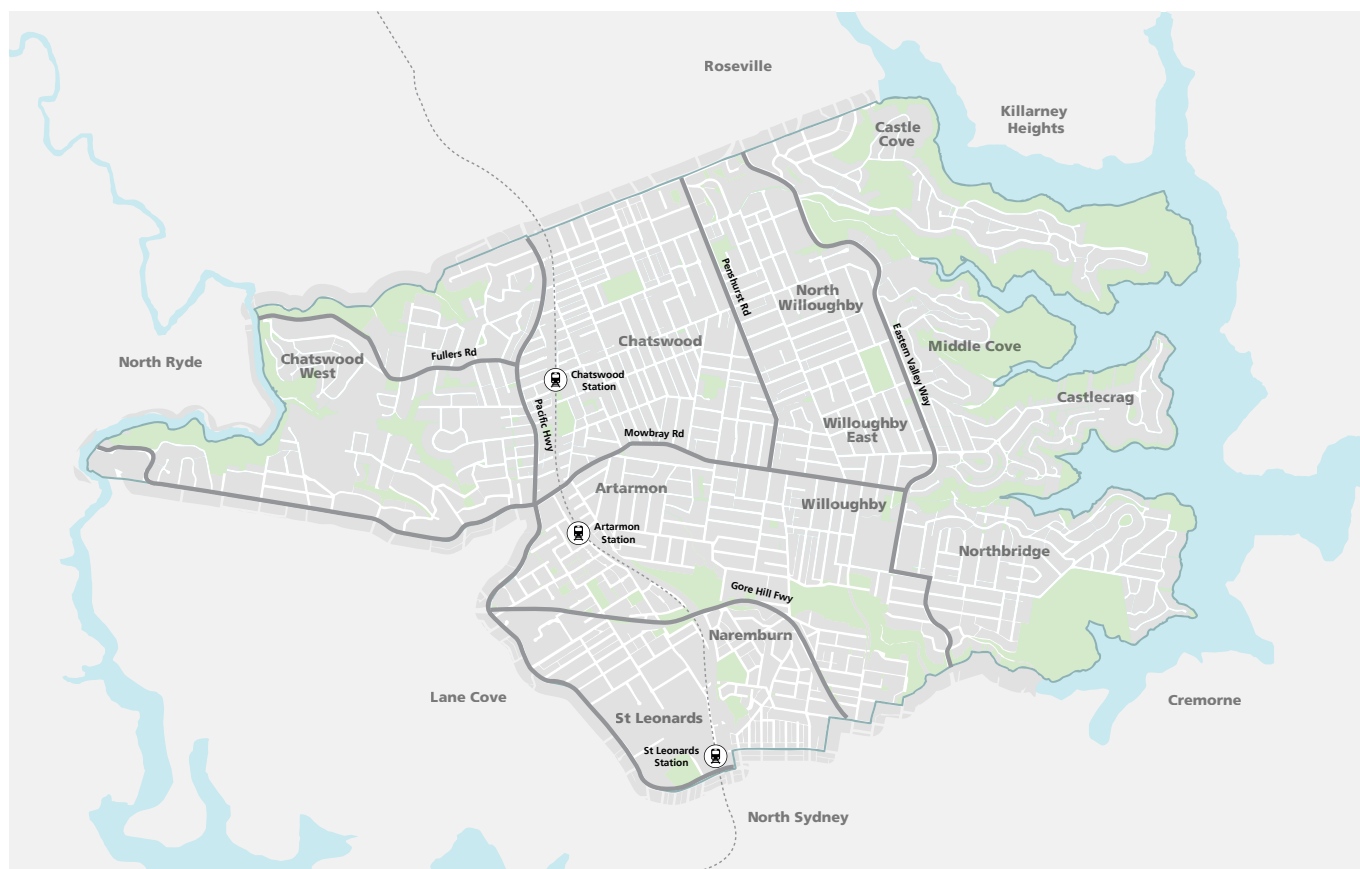 Roseville
Killarney
Heights
Castle
Cove
North
Willoughby
Penshurst Rd
Chatswood
Middle Cove
Eastern Valley Way
North Ryde
Chatswood
West
Fullers Rd
Chatswood
Station
Castlecrag
Pacific Hwy
Mowbray Rd
Willoughby
East
Artarmon
Willoughby
Artarmon
Station
Northbridge
Gore Hill Fwy
Naremburn
Lane Cove
Cremorne
St Leonards
St Leonards
Station
North Sydney